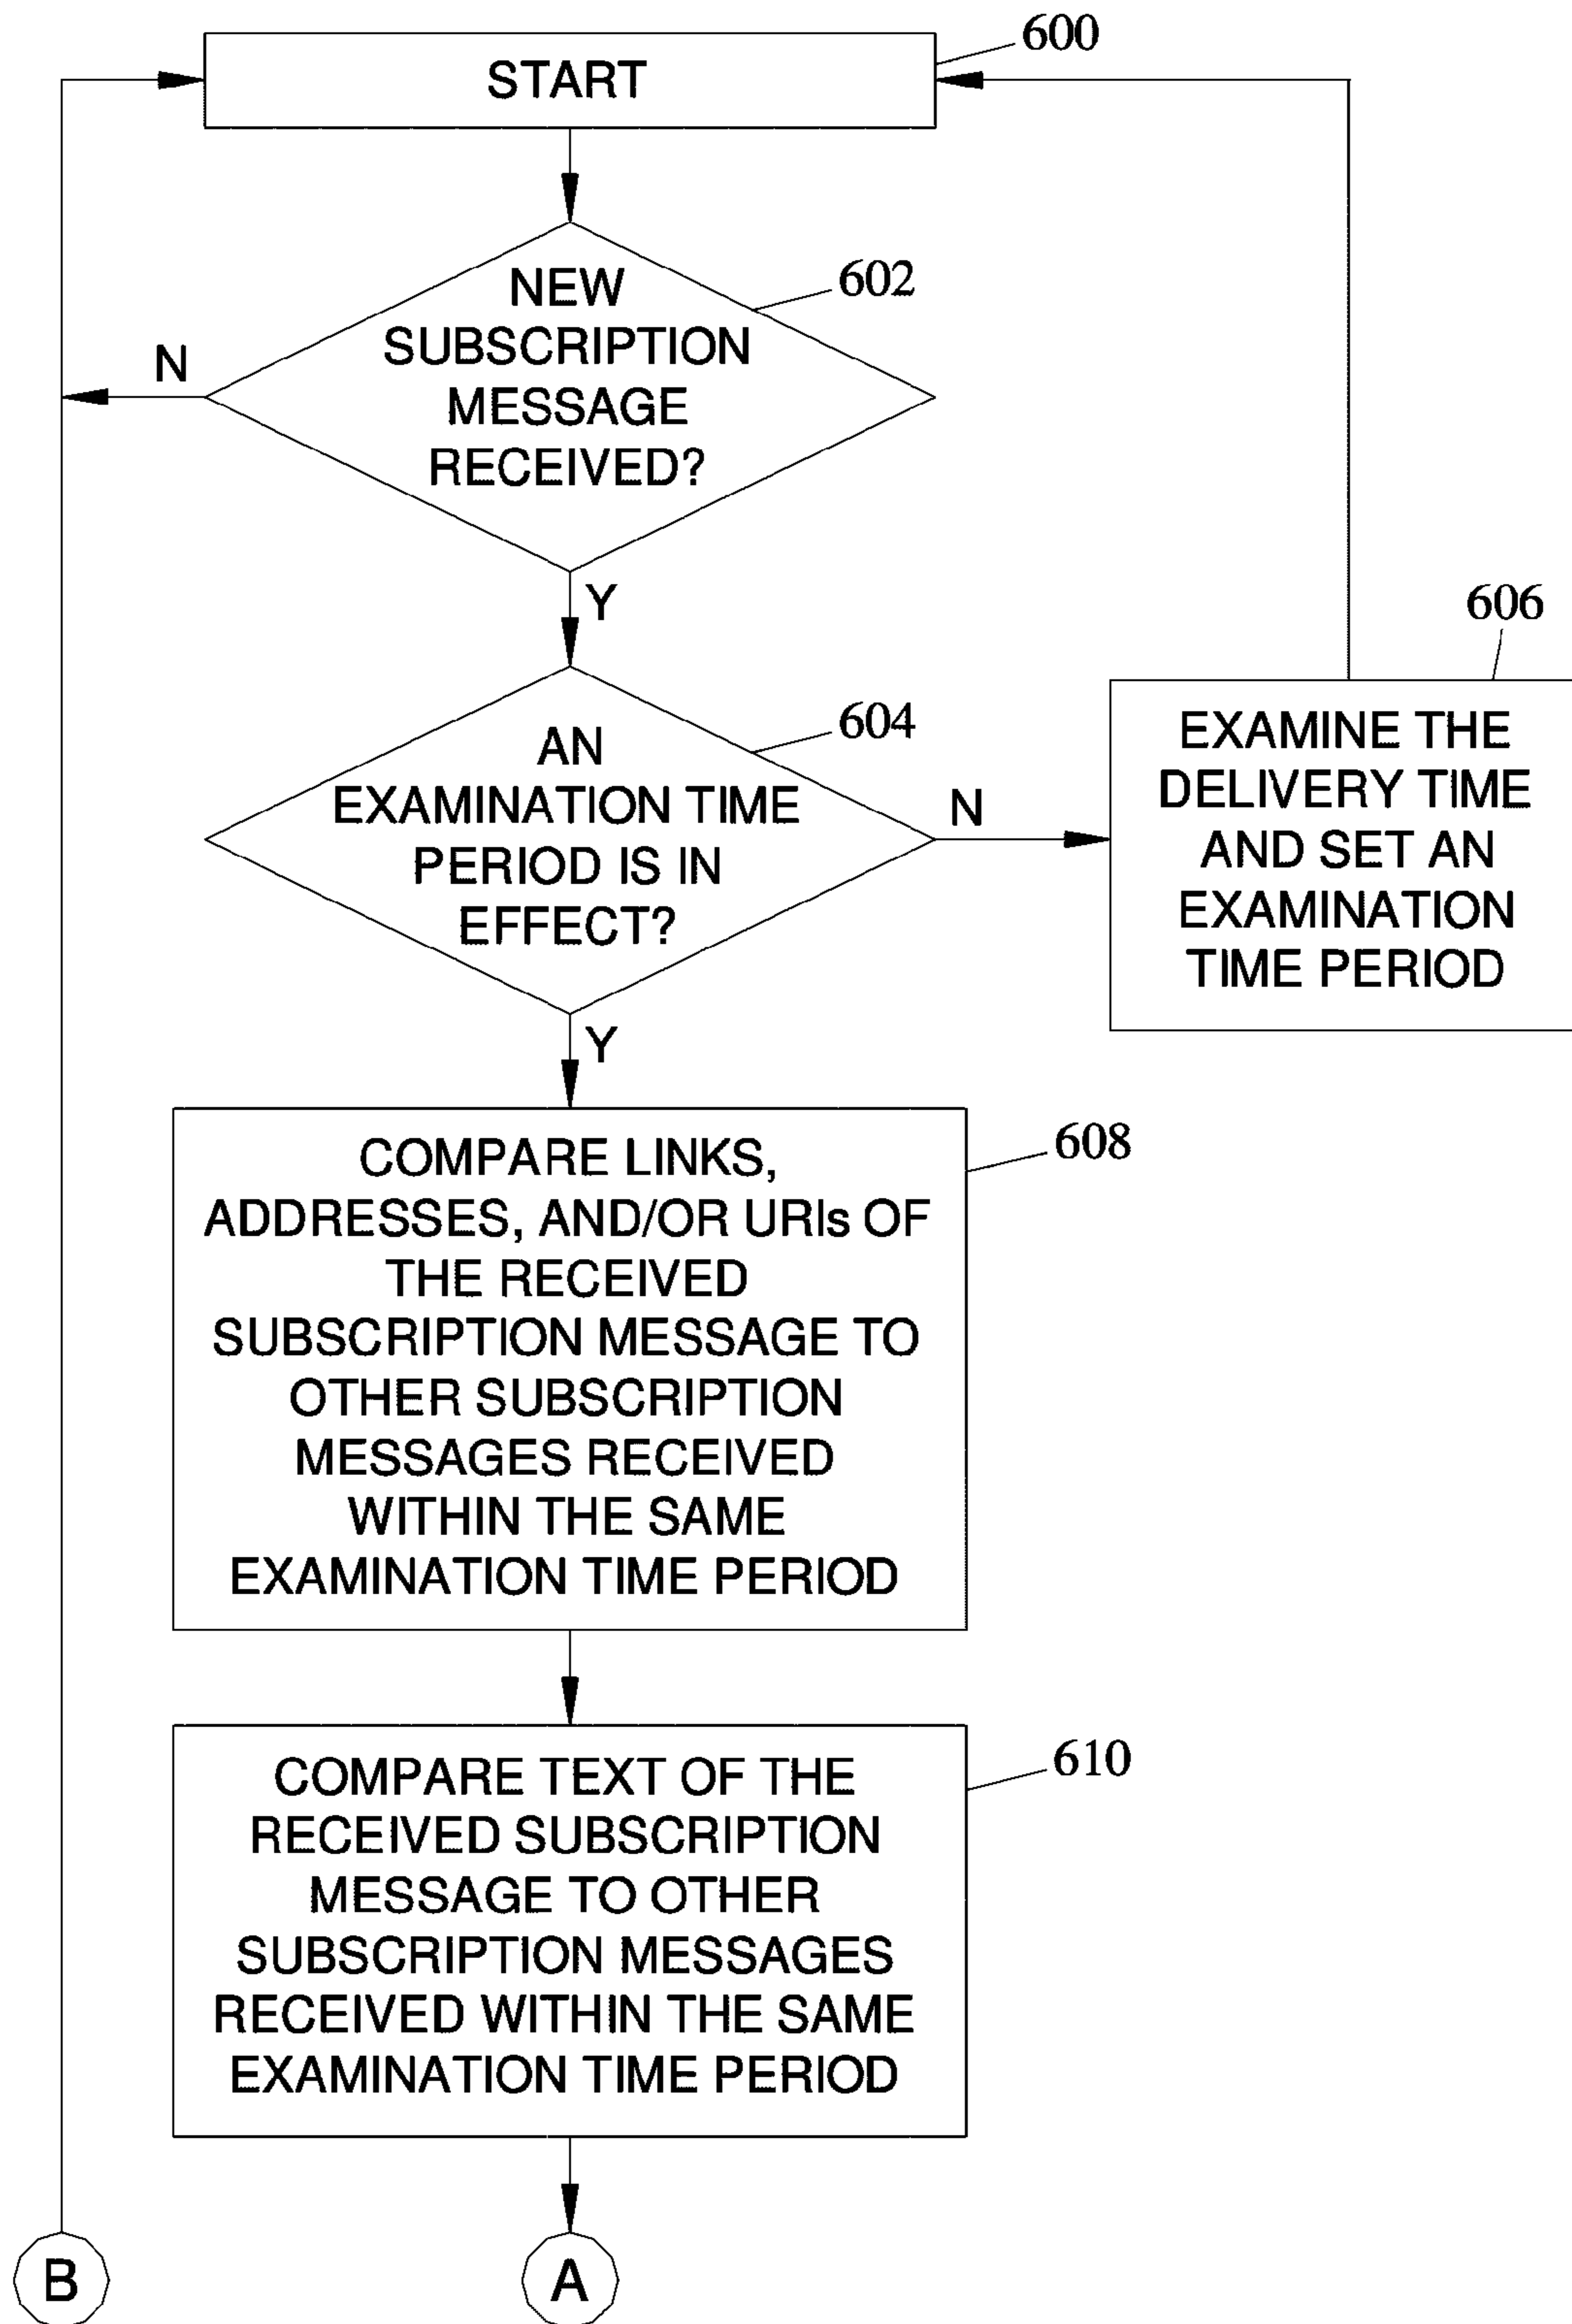 600
START
602
NEW
SUBSCRIPTION
MESSAGE
RECEIVED?
N
Y
604
AN
EXAMINATION TIME
PERIOD IS IN
EFFECT?
N
606
EXAMINE THE
DELIVERY TIME
AND SET AN
EXAMINATION
TIME PERIOD
Y
608
COMPARE LINKS,
ADDRESSES, AND/OR URIs OF
THE RECEIVED
SUBSCRIPTION MESSAGE TO
OTHER SUBSCRIPTION
MESSAGES RECEIVED
WITHIN THE SAME
EXAMINATION TIME PERIOD
610
COMPARE TEXT OF THE
RECEIVED SUBSCRIPTION
MESSAGE TO OTHER
SUBSCRIPTION MESSAGES
RECEIVED WITHIN THE SAME
EXAMINATION TIME PERIOD
B
A